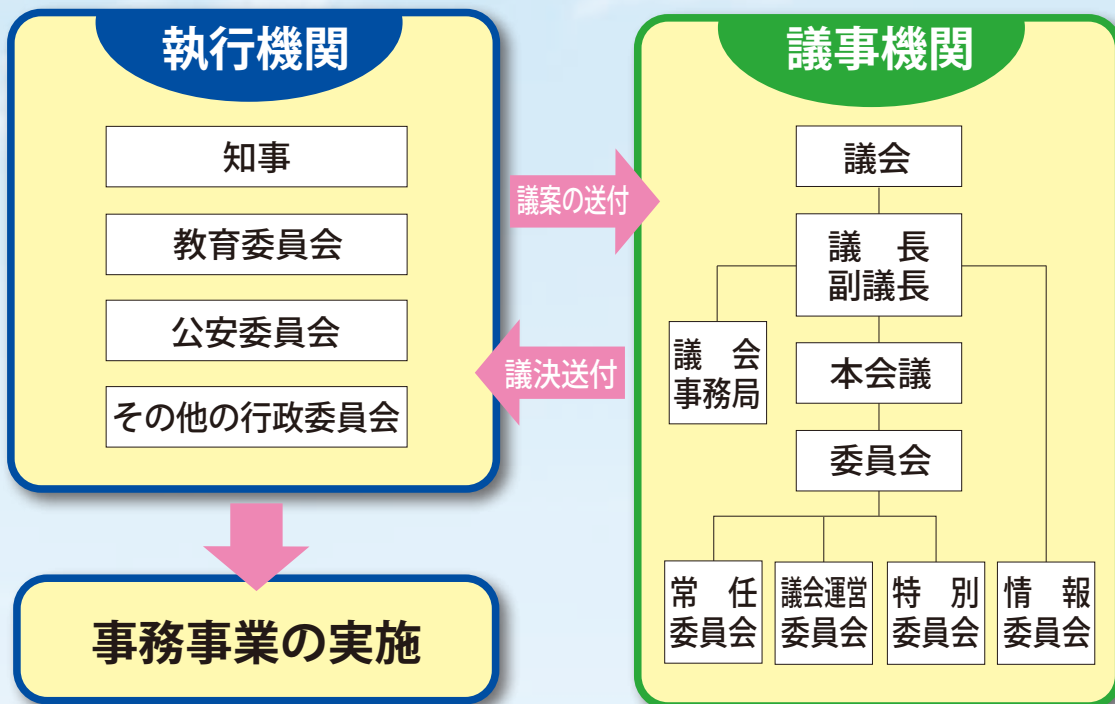 執行機関
知事
教育委員会
公安委員会
その他の行政委員会
事務事業の実施
議案の送付
議決送付
議事機関
議会
議　長
副議長
議　会
事務局
本会議
委員会
常　任
委員会
議会運営
委員会
特　別
委員会
情　報
委員会